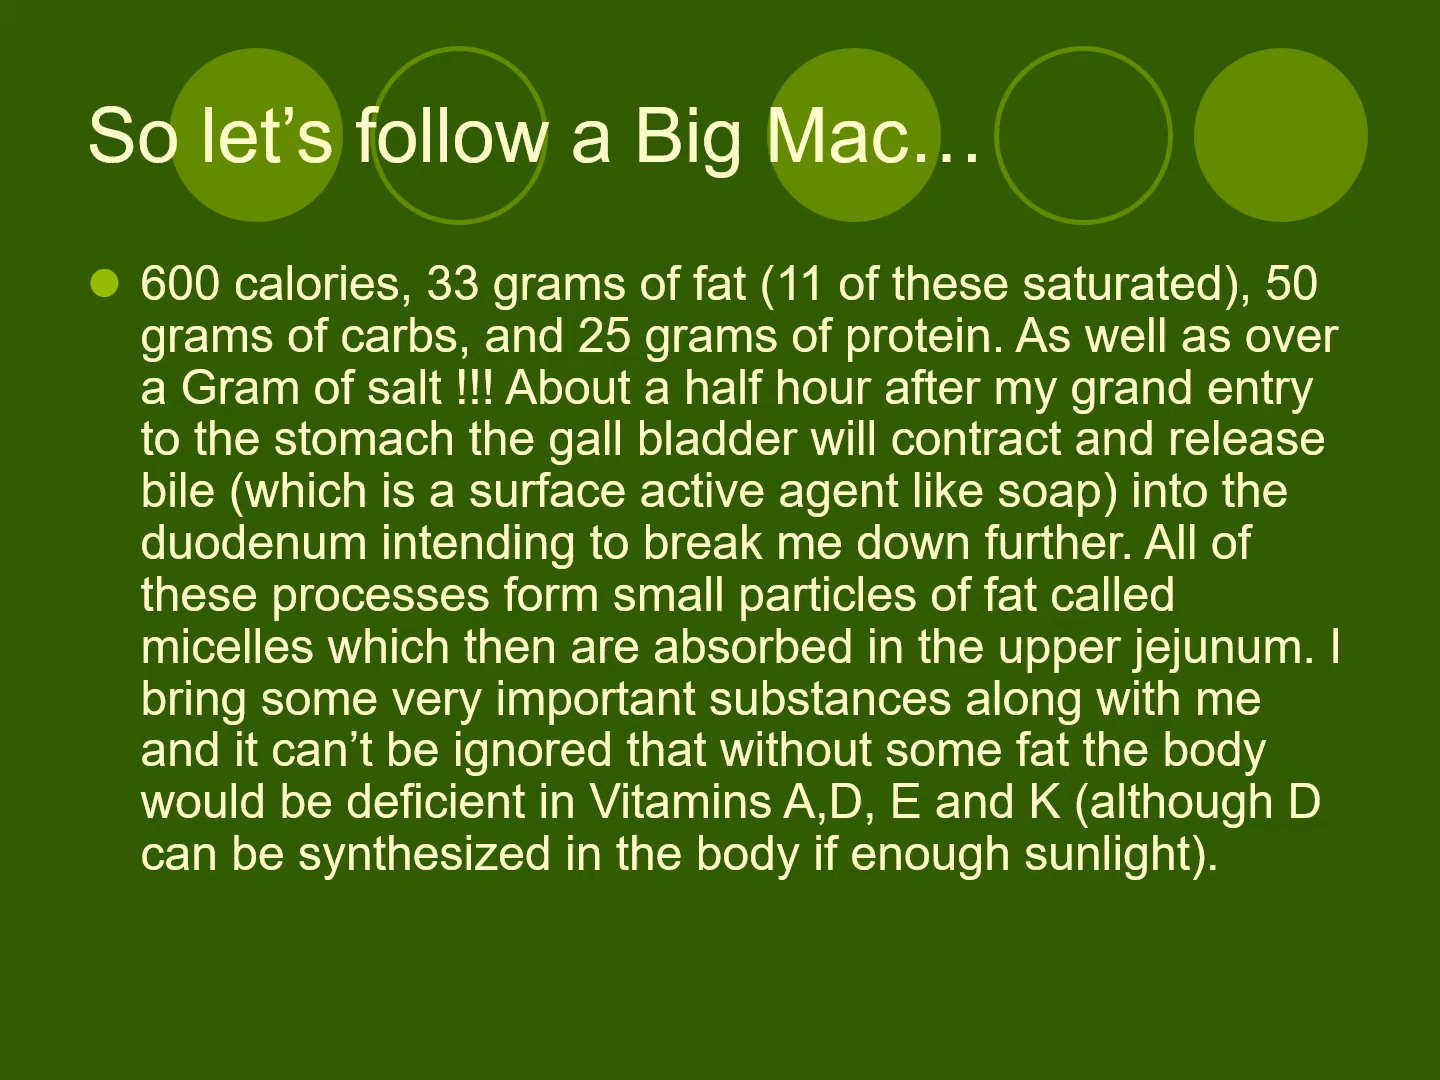 So let’s follow a Big Mac…
600 calories, 33 grams of fat (11 of these saturated), 50
grams of carbs, and 25 grams of protein. As well as over
a Gram of salt !!! About a half hour after my grand entry
to the stomach the gall bladder will contract and release
bile (which is a surface active agent like soap) into the
duodenum intending to break me down further. All of
these processes form small particles of fat called
micelles which then are absorbed in the upper jejunum. I
bring some very important substances along with me
and it can’t be ignored that without some fat the body
would be deficient in Vitamins A,D, E and K (although D
can be synthesized in the body if enough sunlight).